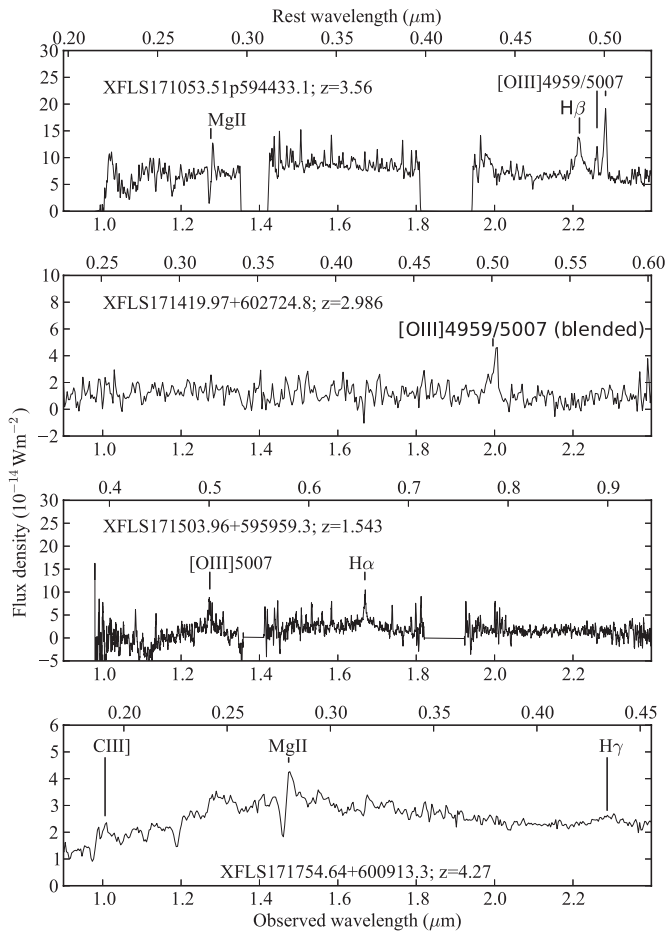 Rest wavelength (μm)
0.20 0.25 0.30 0.35 0.40 0.45 0.50
30
25
20
15
10
5
0
XFLS171053.51p594433.1; z=3.56
MgII
[OIII]4959/5007
Hβ
1.0 1.2 1.4 1.6 1.8 2.0 2.2
0.25 0.30 0.35 0.40 0.45 0.50 0.55 0.60
10
8
6
4
2
0
−2
XFLS171419.97+602724.8; z=2.986
[OIII]4959/5007 (blended)
1.0 1.2 1.4 1.6 1.8 2.0 2.2
Flux density (10⁻¹⁴ Wm⁻²)
0.4 0.5 0.6 0.7 0.8 0.9
30
25
20
15
10
5
0
−5
XFLS171503.96+595959.3; z=1.543
[OIII]5007
Hα
1.0 1.2 1.4 1.6 1.8 2.0 2.2
0.20 0.25 0.30 0.35 0.40 0.45
6
5
4
3
2
1
0
CIII]
MgII
Hγ
XFLS171754.64+600913.3; z=4.27
1.0 1.2 1.4 1.6 1.8 2.0 2.2
Observed wavelength (μm)